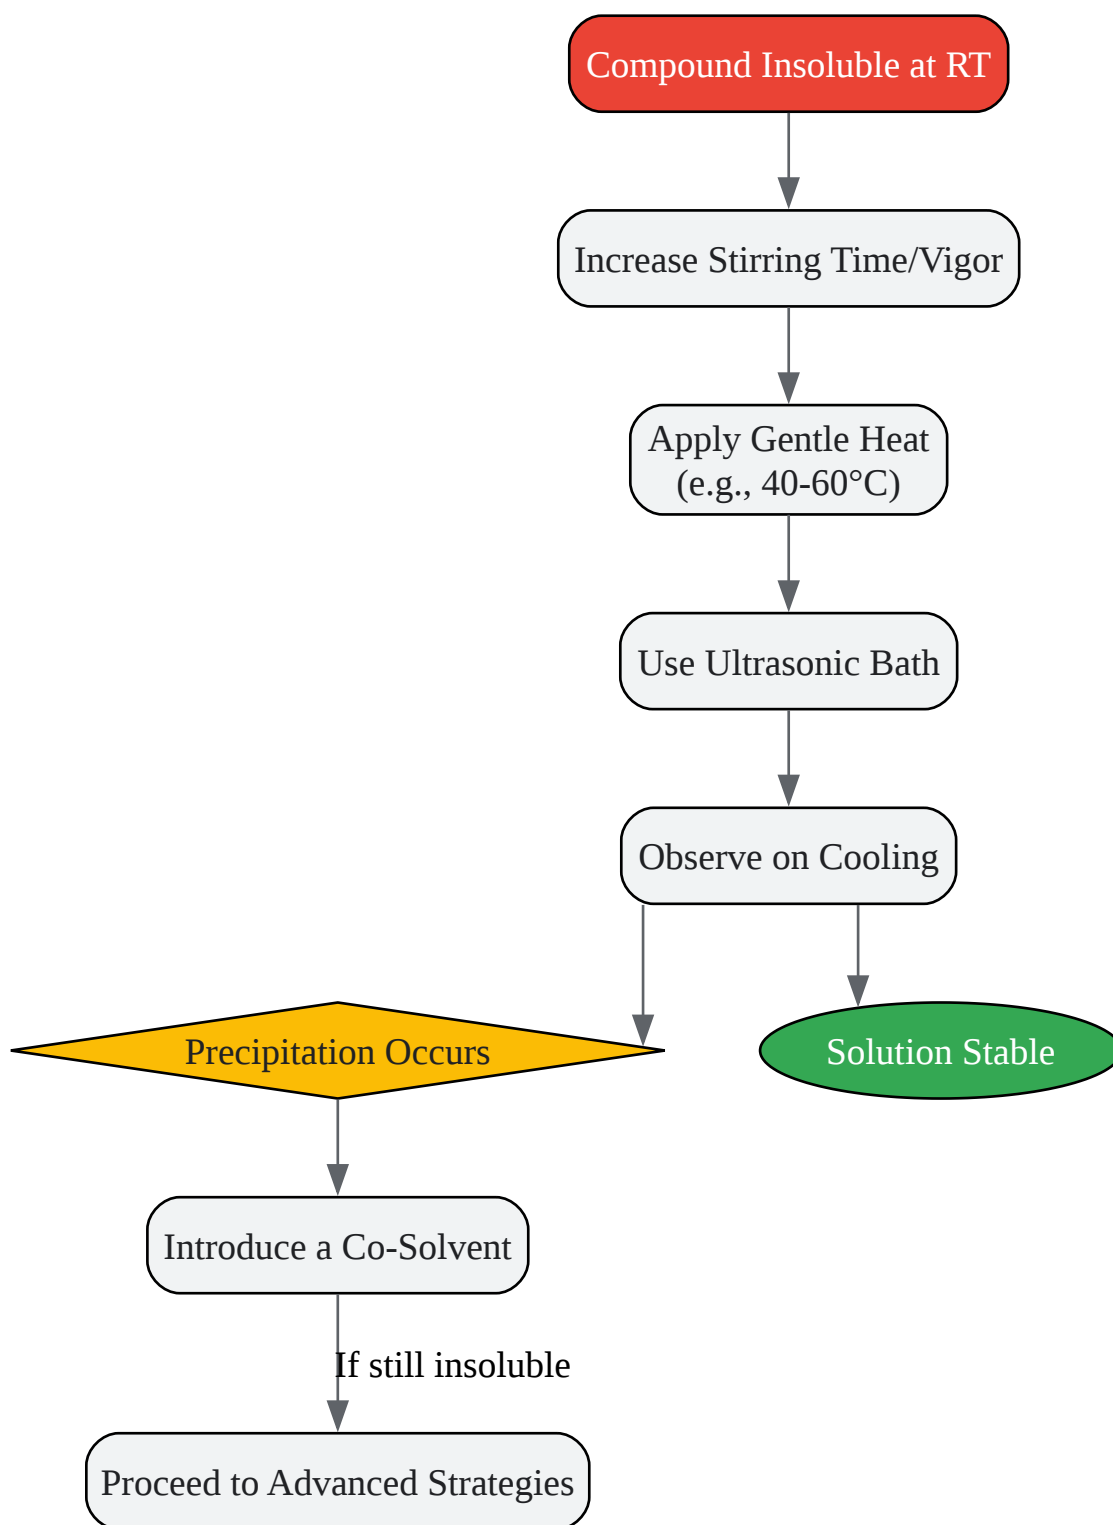 Compound Insoluble at RT
Increase Stirring Time/Vigor
Apply Gentle Heat
(e.g., 40-60°C)
Use Ultrasonic Bath
Observe on Cooling
Precipitation Occurs
Solution Stable
Introduce a Co-Solvent
If still insoluble
Proceed to Advanced Strategies